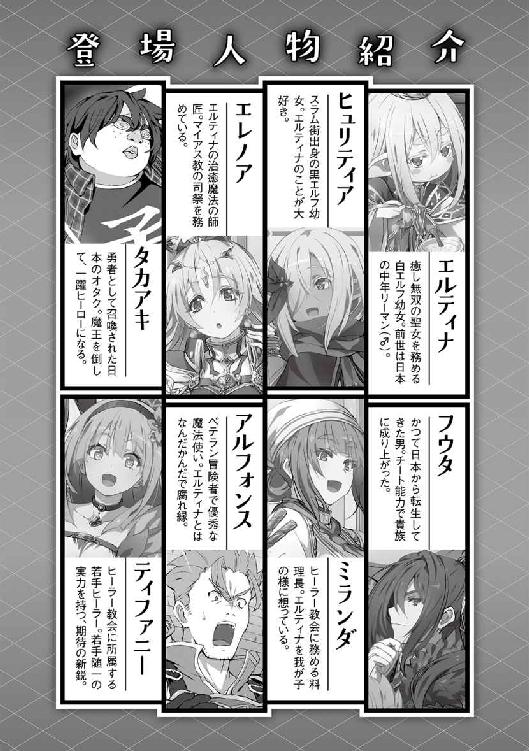 登場人物紹介
エルティナ
癒し無双の聖女を務める
白エルフ幼女。前世は日本
の中年リーマン(♂)。
ヒュリティア
スラム街出身の黒エルフ幼
女。エルティナのことが大
好き。
エレノア
エルティナの治癒魔法の師
匠。マイアス教の司祭を務
めている。
タカアキ
勇者として召喚された日
本のオタク。魔王を倒し
て、一躍ヒーローになる。
フウタ
かつて日本から転生して
きた男。チート能力で貴族
に成り上がった。
ミランダ
ヒーラー教会に務める料
理長。エルティナを我が子
の様に想っている。
アルフォンス
ベテラン冒険者で優秀な
魔法使い。エルティナとは
なんだかんだで腐れ縁。
ティファニー
ヒーラー教会に所属する
若手ヒーラー。若手随一の
実力を持つ、期待の新鋭。